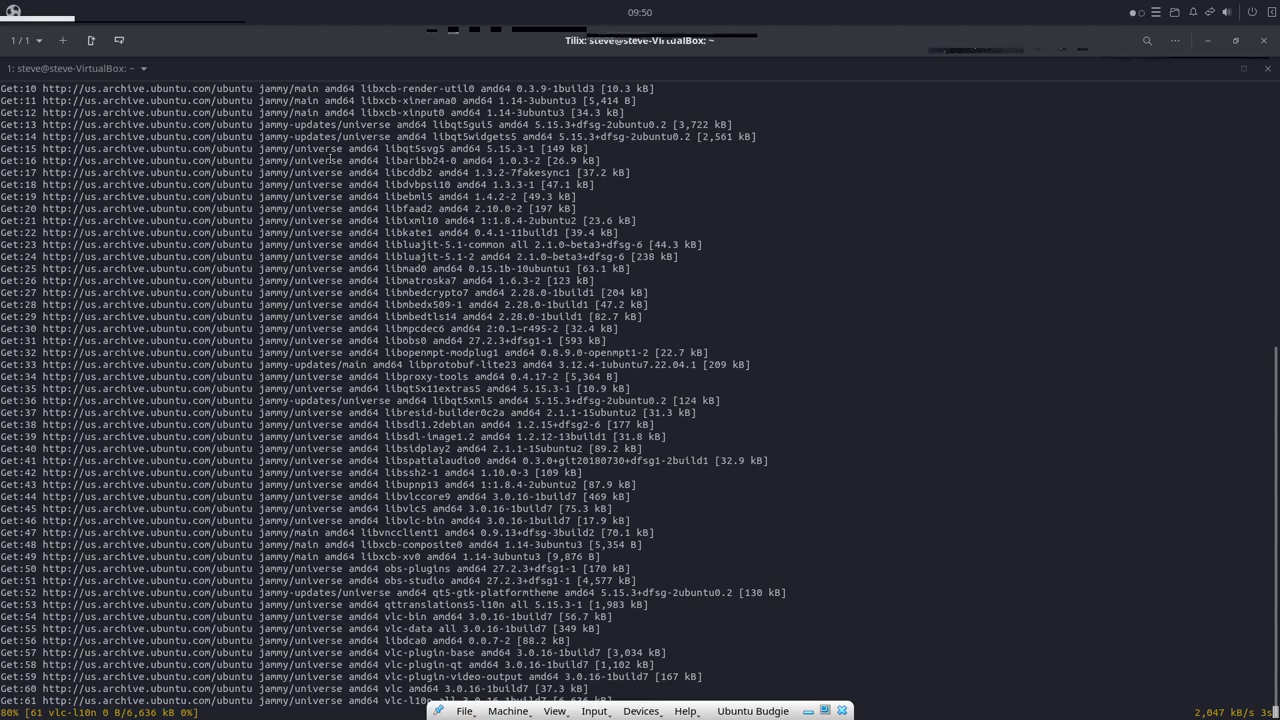 09:50
1 / 1
Tilix: steve@steve-VirtualBox: ~
1: steve@steve-VirtualBox: ~
Get:10 http://us.archive.ubuntu.com/ubuntu jammy/main amd64 libxcb-render-util0 amd64 0.3.9-1build3 [10.3 kB]
Get:11 http://us.archive.ubuntu.com/ubuntu jammy/main amd64 libxcb-xinerama0 amd64 1.14-3ubuntu3 [5,414 B]
Get:12 http://us.archive.ubuntu.com/ubuntu jammy/main amd64 libxcb-xinput0 amd64 1.14-3ubuntu3 [34.3 kB]
Get:13 http://us.archive.ubuntu.com/ubuntu jammy-updates/universe amd64 libqt5gui5 amd64 5.15.3+dfsg-2ubuntu0.2 [3,722 kB]
Get:14 http://us.archive.ubuntu.com/ubuntu jammy-updates/universe amd64 libqt5widgets5 amd64 5.15.3+dfsg-2ubuntu0.2 [2,561 kB]
Get:15 http://us.archive.ubuntu.com/ubuntu jammy/universe amd64 libqt5svg5 amd64 5.15.3-1 [149 kB]
Get:16 http://us.archive.ubuntu.com/ubuntu jammy/universe amd64 libaribb24-0 amd64 1.0.3-2 [26.9 kB]
Get:17 http://us.archive.ubuntu.com/ubuntu jammy/universe amd64 libcddb2 amd64 1.3.2-7fakesync1 [37.2 kB]
Get:18 http://us.archive.ubuntu.com/ubuntu jammy/universe amd64 libdvbpsi10 amd64 1.3.3-1 [47.1 kB]
Get:19 http://us.archive.ubuntu.com/ubuntu jammy/universe amd64 libebml5 amd64 1.4.2-2 [49.3 kB]
Get:20 http://us.archive.ubuntu.com/ubuntu jammy/universe amd64 libfaad2 amd64 2.10.0-2 [197 kB]
Get:21 http://us.archive.ubuntu.com/ubuntu jammy/universe amd64 libixml10 amd64 1:1.8.4-2ubuntu2 [23.6 kB]
Get:22 http://us.archive.ubuntu.com/ubuntu jammy/universe amd64 libkate1 amd64 0.4.1-11build1 [39.4 kB]
Get:23 http://us.archive.ubuntu.com/ubuntu jammy/universe amd64 libluajit-5.1-common all 2.1.0~beta3+dfsg-6 [44.3 kB]
Get:24 http://us.archive.ubuntu.com/ubuntu jammy/universe amd64 libluajit-5.1-2 amd64 2.1.0~beta3+dfsg-6 [238 kB]
Get:25 http://us.archive.ubuntu.com/ubuntu jammy/universe amd64 libmad0 amd64 0.15.1b-10ubuntu1 [63.1 kB]
Get:26 http://us.archive.ubuntu.com/ubuntu jammy/universe amd64 libmatroska7 amd64 1.6.3-2 [123 kB]
Get:27 http://us.archive.ubuntu.com/ubuntu jammy/universe amd64 libmbedcrypto7 amd64 2.28.0-1build1 [204 kB]
Get:28 http://us.archive.ubuntu.com/ubuntu jammy/universe amd64 libmbedx509-1 amd64 2.28.0-1build1 [47.2 kB]
Get:29 http://us.archive.ubuntu.com/ubuntu jammy/universe amd64 libmbedtls14 amd64 2.28.0-1build1 [82.7 kB]
Get:30 http://us.archive.ubuntu.com/ubuntu jammy/universe amd64 libmpcdec6 amd64 2:0.1~r495-2 [32.4 kB]
Get:31 http://us.archive.ubuntu.com/ubuntu jammy/universe amd64 libobs0 amd64 27.2.3+dfsg1-1 [593 kB]
Get:32 http://us.archive.ubuntu.com/ubuntu jammy/universe amd64 libopenmpt-modplug1 amd64 0.8.9.0-openmpt1-2 [22.7 kB]
Get:33 http://us.archive.ubuntu.com/ubuntu jammy-updates/main amd64 libprotobuf-lite23 amd64 3.12.4-1ubuntu7.22.04.1 [209 kB]
Get:34 http://us.archive.ubuntu.com/ubuntu jammy/universe amd64 libproxy-tools amd64 0.4.17-2 [5,364 B]
Get:35 http://us.archive.ubuntu.com/ubuntu jammy/universe amd64 libqt5x11extras5 amd64 5.15.3-1 [10.9 kB]
Get:36 http://us.archive.ubuntu.com/ubuntu jammy-updates/universe amd64 libqt5xml5 amd64 5.15.3+dfsg-2ubuntu0.2 [124 kB]
Get:37 http://us.archive.ubuntu.com/ubuntu jammy/universe amd64 libresid-builder0c2a amd64 2.1.1-15ubuntu2 [31.3 kB]
Get:38 http://us.archive.ubuntu.com/ubuntu jammy/universe amd64 libsdl1.2debian amd64 1.2.15+dfsg2-6 [177 kB]
Get:39 http://us.archive.ubuntu.com/ubuntu jammy/universe amd64 libsdl-image1.2 amd64 1.2.12-13build1 [31.8 kB]
Get:40 http://us.archive.ubuntu.com/ubuntu jammy/universe amd64 libsidplay2 amd64 2.1.1-15ubuntu2 [89.2 kB]
Get:41 http://us.archive.ubuntu.com/ubuntu jammy/universe amd64 libspatialaudio0 amd64 0.3.0+git20180730+dfsg1-2build1 [32.9 kB]
Get:42 http://us.archive.ubuntu.com/ubuntu jammy/universe amd64 libssh2-1 amd64 1.10.0-3 [109 kB]
Get:43 http://us.archive.ubuntu.com/ubuntu jammy/universe amd64 libupnp13 amd64 1:1.8.4-2ubuntu2 [87.9 kB]
Get:44 http://us.archive.ubuntu.com/ubuntu jammy/universe amd64 libvlccore9 amd64 3.0.16-1build7 [469 kB]
Get:45 http://us.archive.ubuntu.com/ubuntu jammy/universe amd64 libvlc5 amd64 3.0.16-1build7 [75.3 kB]
Get:46 http://us.archive.ubuntu.com/ubuntu jammy/universe amd64 libvlc-bin amd64 3.0.16-1build7 [17.9 kB]
Get:47 http://us.archive.ubuntu.com/ubuntu jammy/main amd64 libvncclient1 amd64 0.9.13+dfsg-3build2 [70.1 kB]
Get:48 http://us.archive.ubuntu.com/ubuntu jammy/main amd64 libxcb-composite0 amd64 1.14-3ubuntu3 [5,354 B]
Get:49 http://us.archive.ubuntu.com/ubuntu jammy/main amd64 libxcb-xv0 amd64 1.14-3ubuntu3 [9,876 B]
Get:50 http://us.archive.ubuntu.com/ubuntu jammy/universe amd64 obs-plugins amd64 27.2.3+dfsg1-1 [170 kB]
Get:51 http://us.archive.ubuntu.com/ubuntu jammy/universe amd64 obs-studio amd64 27.2.3+dfsg1-1 [4,577 kB]
Get:52 http://us.archive.ubuntu.com/ubuntu jammy-updates/universe amd64 qt5-gtk-platformtheme amd64 5.15.3+dfsg-2ubuntu0.2 [130 kB]
Get:53 http://us.archive.ubuntu.com/ubuntu jammy/universe amd64 qttranslations5-l10n all 5.15.3-1 [1,983 kB]
Get:54 http://us.archive.ubuntu.com/ubuntu jammy/universe amd64 vlc-bin amd64 3.0.16-1build7 [56.7 kB]
Get:55 http://us.archive.ubuntu.com/ubuntu jammy/universe amd64 vlc-data all 3.0.16-1build7 [349 kB]
Get:56 http://us.archive.ubuntu.com/ubuntu jammy/universe amd64 libdca0 amd64 0.0.7-2 [88.2 kB]
Get:57 http://us.archive.ubuntu.com/ubuntu jammy/universe amd64 vlc-plugin-base amd64 3.0.16-1build7 [3,034 kB]
Get:58 http://us.archive.ubuntu.com/ubuntu jammy/universe amd64 vlc-plugin-qt amd64 3.0.16-1build7 [1,102 kB]
Get:59 http://us.archive.ubuntu.com/ubuntu jammy/universe amd64 vlc-plugin-video-output amd64 3.0.16-1build7 [167 kB]
Get:60 http://us.archive.ubuntu.com/ubuntu jammy/universe amd64 vlc amd64 3.0.16-1build7 [37.3 kB]
Get:61 http://us.archive.ubuntu.com/ubuntu jammy/universe amd64 vlc-l10n all 3.0.16-1build7 [6,636 kB]
80% [61 vlc-l10n 0 B/6,636 kB 0%]
2,047 kB/s 3s
File Machine View Input Devices Help Ubuntu Budgie